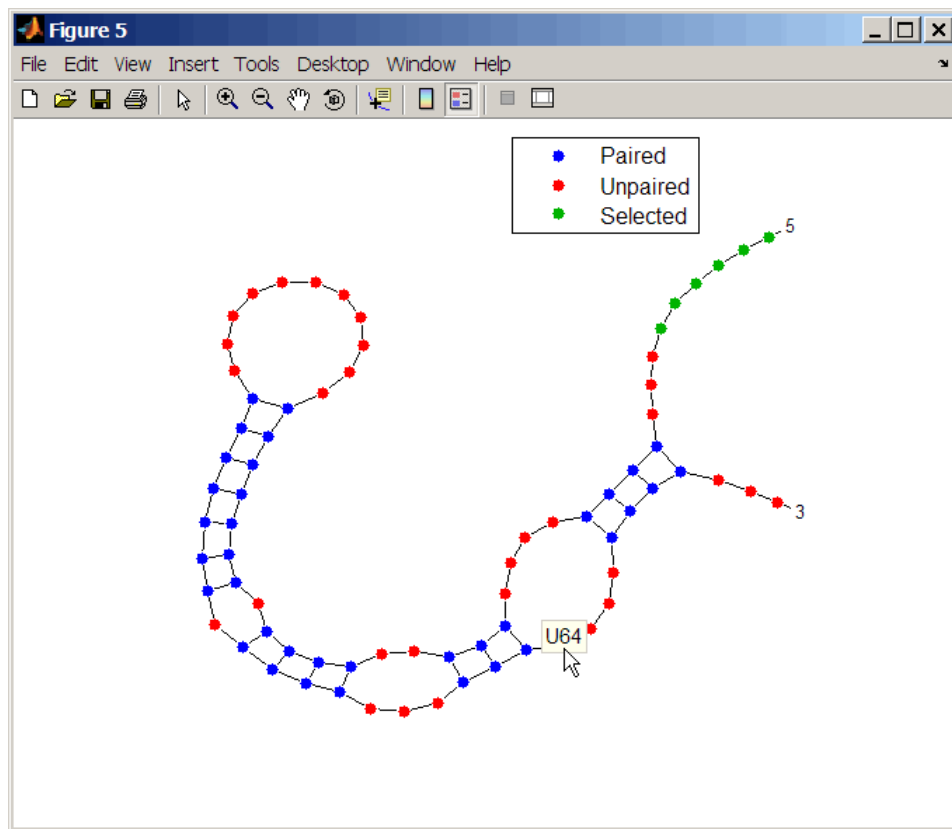 Figure 5
File Edit View Insert Tools Desktop Window Help
Paired
Unpaired
Selected
5
3
U64